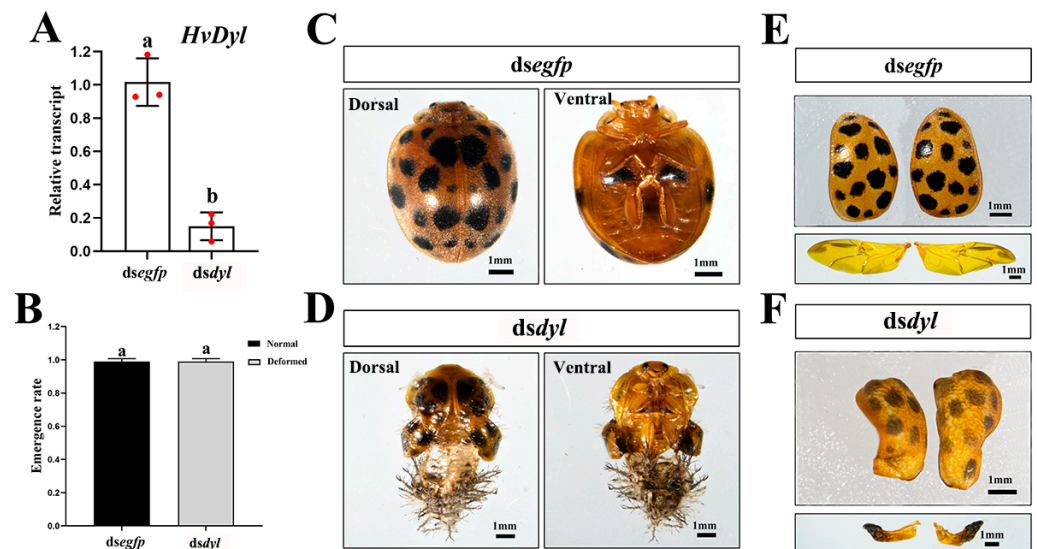 A
HvDyl
a
b
Relative transcript
1.2
1.0
0.8
0.6
0.4
0.2
0.0
dsegfp
dsdyl
B
a
a
Normal
Deformed
Emergence rate
1.2
1.0
0.8
0.6
0.4
0.2
0.0
dsegfp
dsdyl
C
dsegfp
Dorsal
Ventral
1mm
1mm
D
dsdyl
Dorsal
Ventral
1mm
1mm
E
dsegfp
1mm
1mm
F
dsdyl
1mm
1mm